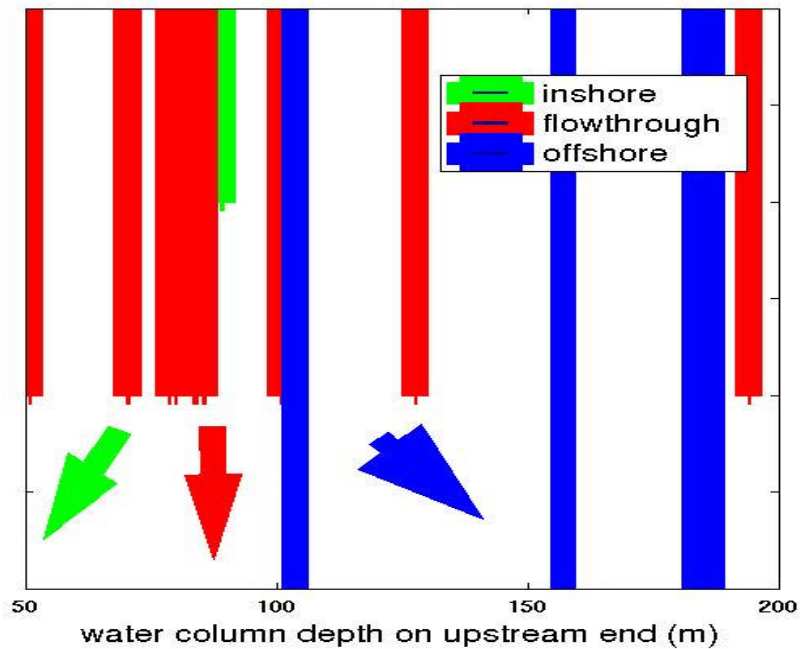 inshore
flowthrough
offshore
50 100 150 200
water column depth on upstream end (m)